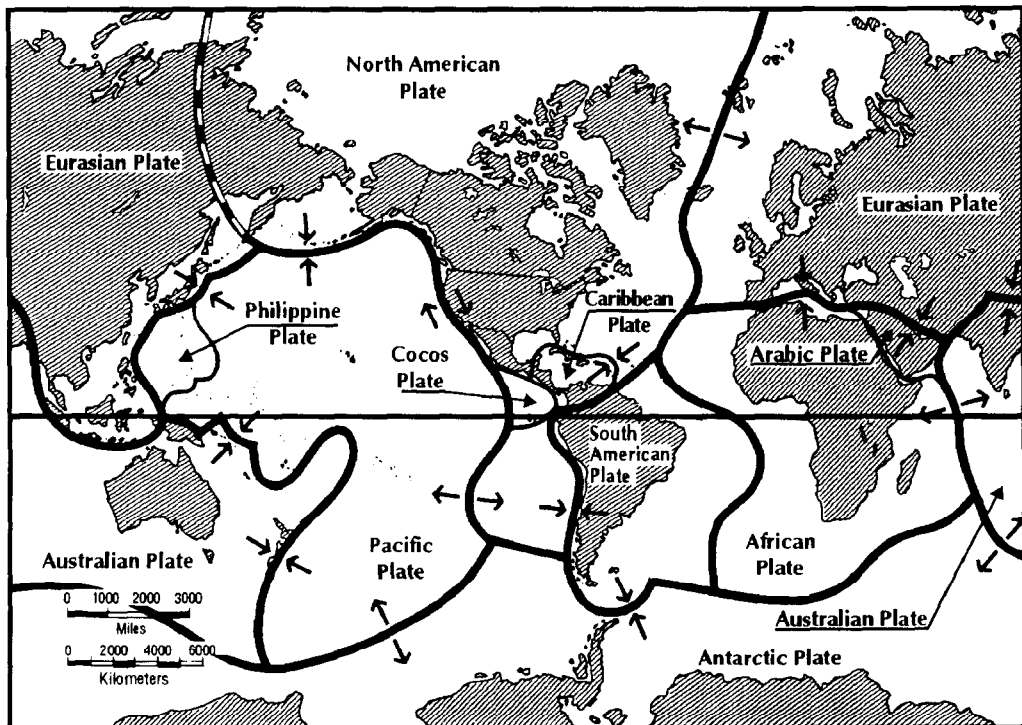 North American
Plate
Eurasian Plate
Eurasian Plate
Philippine
Plate
Caribbean
Plate
Cocos
Plate
Arabic Plate
South
American
Plate
Australian Plate
Pacific
Plate
African
Plate
Australian Plate
Antarctic Plate
0 1000 2000 3000
Miles
0 2000 4000 6000
Kilometers